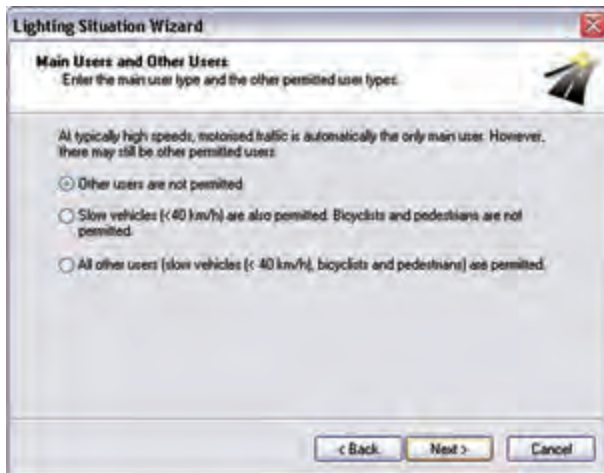 Lighting Situation Wizard
Main Users and Other Users
Enter the main user type and the other permitted user types.
At typically high speeds, motorised traffic is automatically the only main user. However,
there may still be other permitted users
Other users are not permitted
Slow vehicles (<40 km/h) are also permitted. Bicyclists and pedestrians are not
permitted.
All other users (slow vehicles (< 40 km/h), bicyclists and pedestrians) are permitted.
< Back
Next >
Cancel